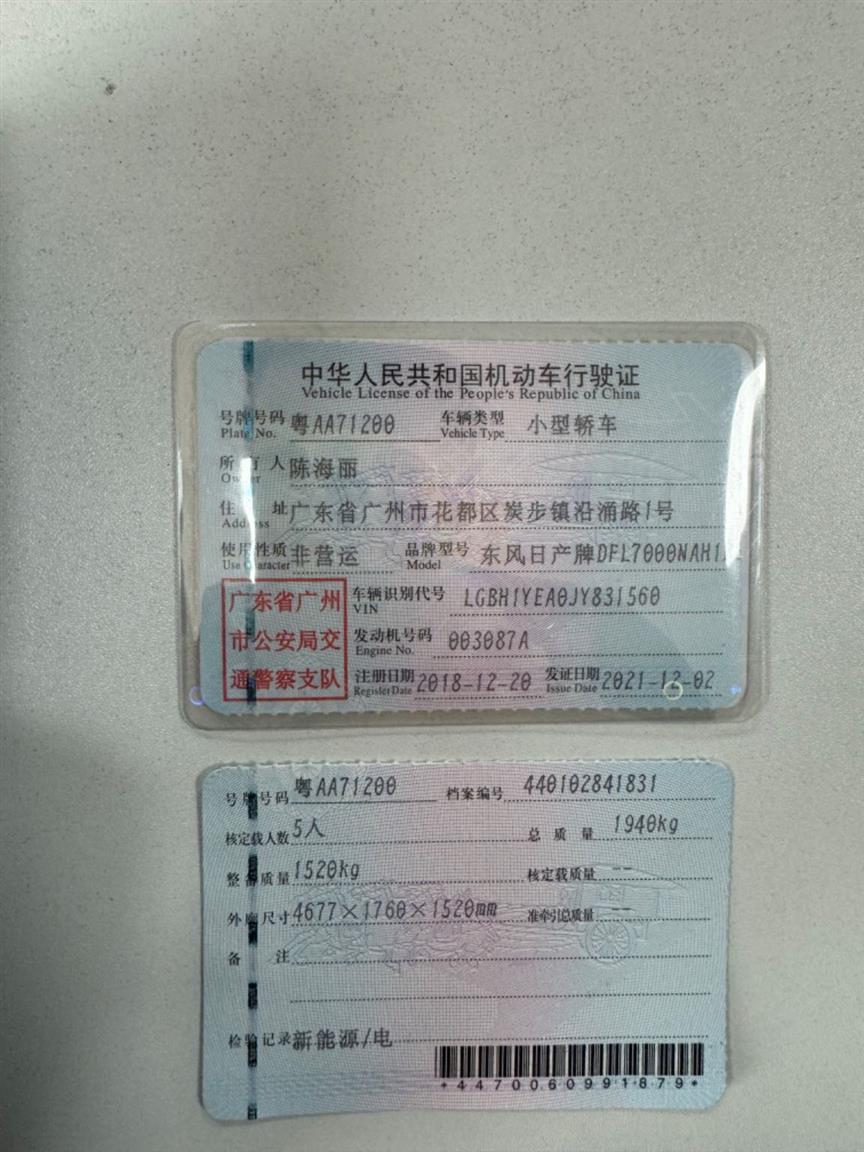 中华人民共和国机动车行驶证
Vehicle License of the People's Republic of China
号牌号码 粤AA71200 车辆类型 小型轿车
Plate No. Vehicle Type
所有人 陈海丽
Owner
住址 广东省广州市花都区炭步镇沿涌路1号
Address
使用性质 非营运 品牌型号 东风日产牌DFL7000NAH1
Use Character Model
广东省广州 车辆识别代号 LGBH1YEA0JY831560
VIN
市公安局交 发动机号码 003087A
Engine No.
通警察支队 注册日期 2018-12-20 发证日期 2021-12-02
Register Date Issue Date
号牌号码 粤AA71200 档案编号 440102841831
核定载人数 5人 总质量 1940kg
整备质量 1520kg 核定载质量 --
外廓尺寸 4677×1760×1520mm 准牵引总质量 --
备注
检验记录 新能源/电
*4470060991879*